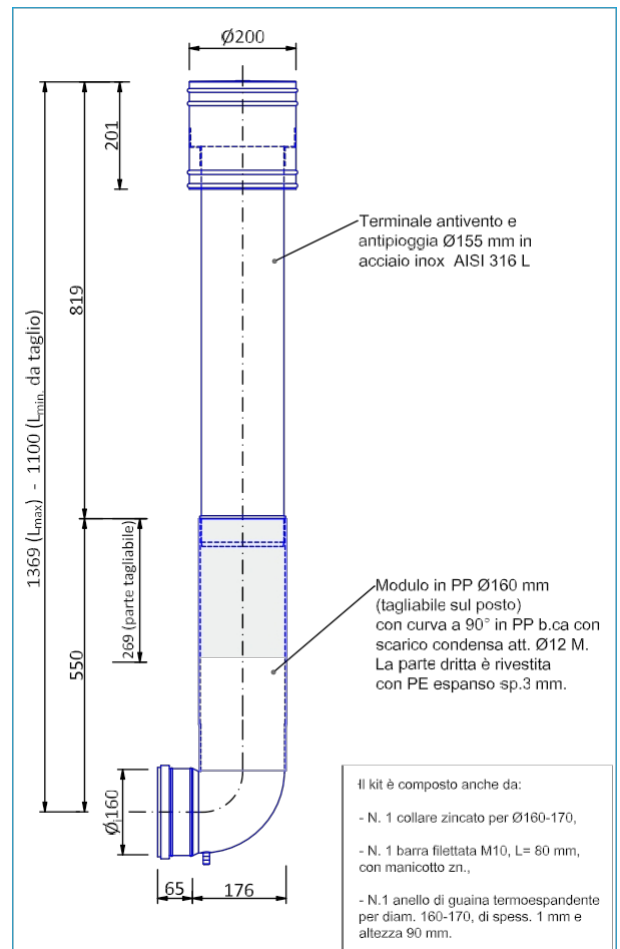 Ø200
201
819
1369 (Lmax) - 1100 (Lmin. da taglio)
Terminale antivento e
antipioggia Ø155 mm in
acciaio inox AISI 316 L
269 (parte tagliabile)
550
Modulo in PP Ø160 mm
(tagliabile sul posto)
con curva a 90° in PP b.ca con
scarico condensa att. Ø12 M.
La parte dritta è rivestita
con PE espanso sp.3 mm.
Øi160
65
176
Il kit è composto anche da:
- N. 1 collare zincato per Ø160-170,
- N. 1 barra filettata M10, L= 80 mm,
con manicotto zn.,
- N.1 anello di guaina termoespandente
per diam. 160-170, di spess. 1 mm e
altezza 90 mm.